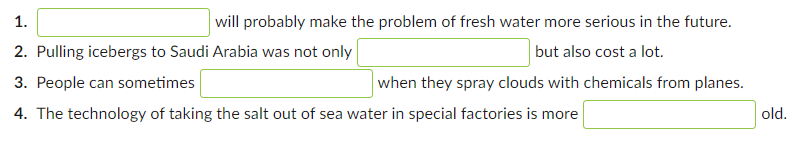 1. will probably make the problem of fresh water more serious in the future.
2. Pulling icebergs to Saudi Arabia was not only but also cost a lot.
3. People can sometimes when they spray clouds with chemicals from planes.
4. The technology of taking the salt out of sea water in special factories is more old.